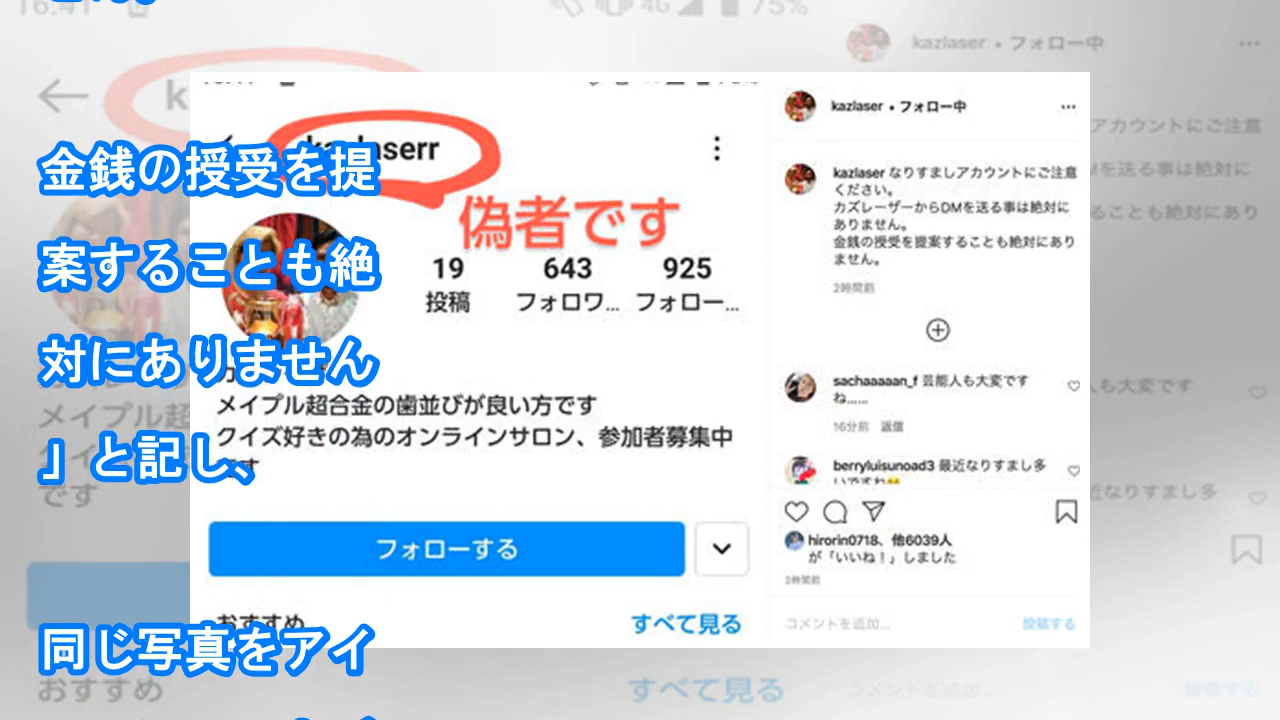 金銭の授受を提
案することも絶
対にありません
」と記し、
同じ写真をアイ
偽者です
19
643
925
投稿
フォロワ...
フォロー...
メイプル超合金の歯並びが良い方です
クイズ好きの為のオンラインサロン、参加者募集中
です
フォローする
おすすめ
すべて見る
kazlaser • フォロー中
kazlaser なりすましアカウントにご注意
ください。
カズレーザーからDMを送る事は絶対に
ありません。
金銭の授受を提案することも絶対にあり
ません。
2時間前
sachaaaaan_f 芸能人も大変です
ね......
16分前 返信
berryluisunoad3 最近なりすまし多
いですね
hirorin0718、他6039人
が「いいね！」しました
2時間前
コメントを追加...
投稿する